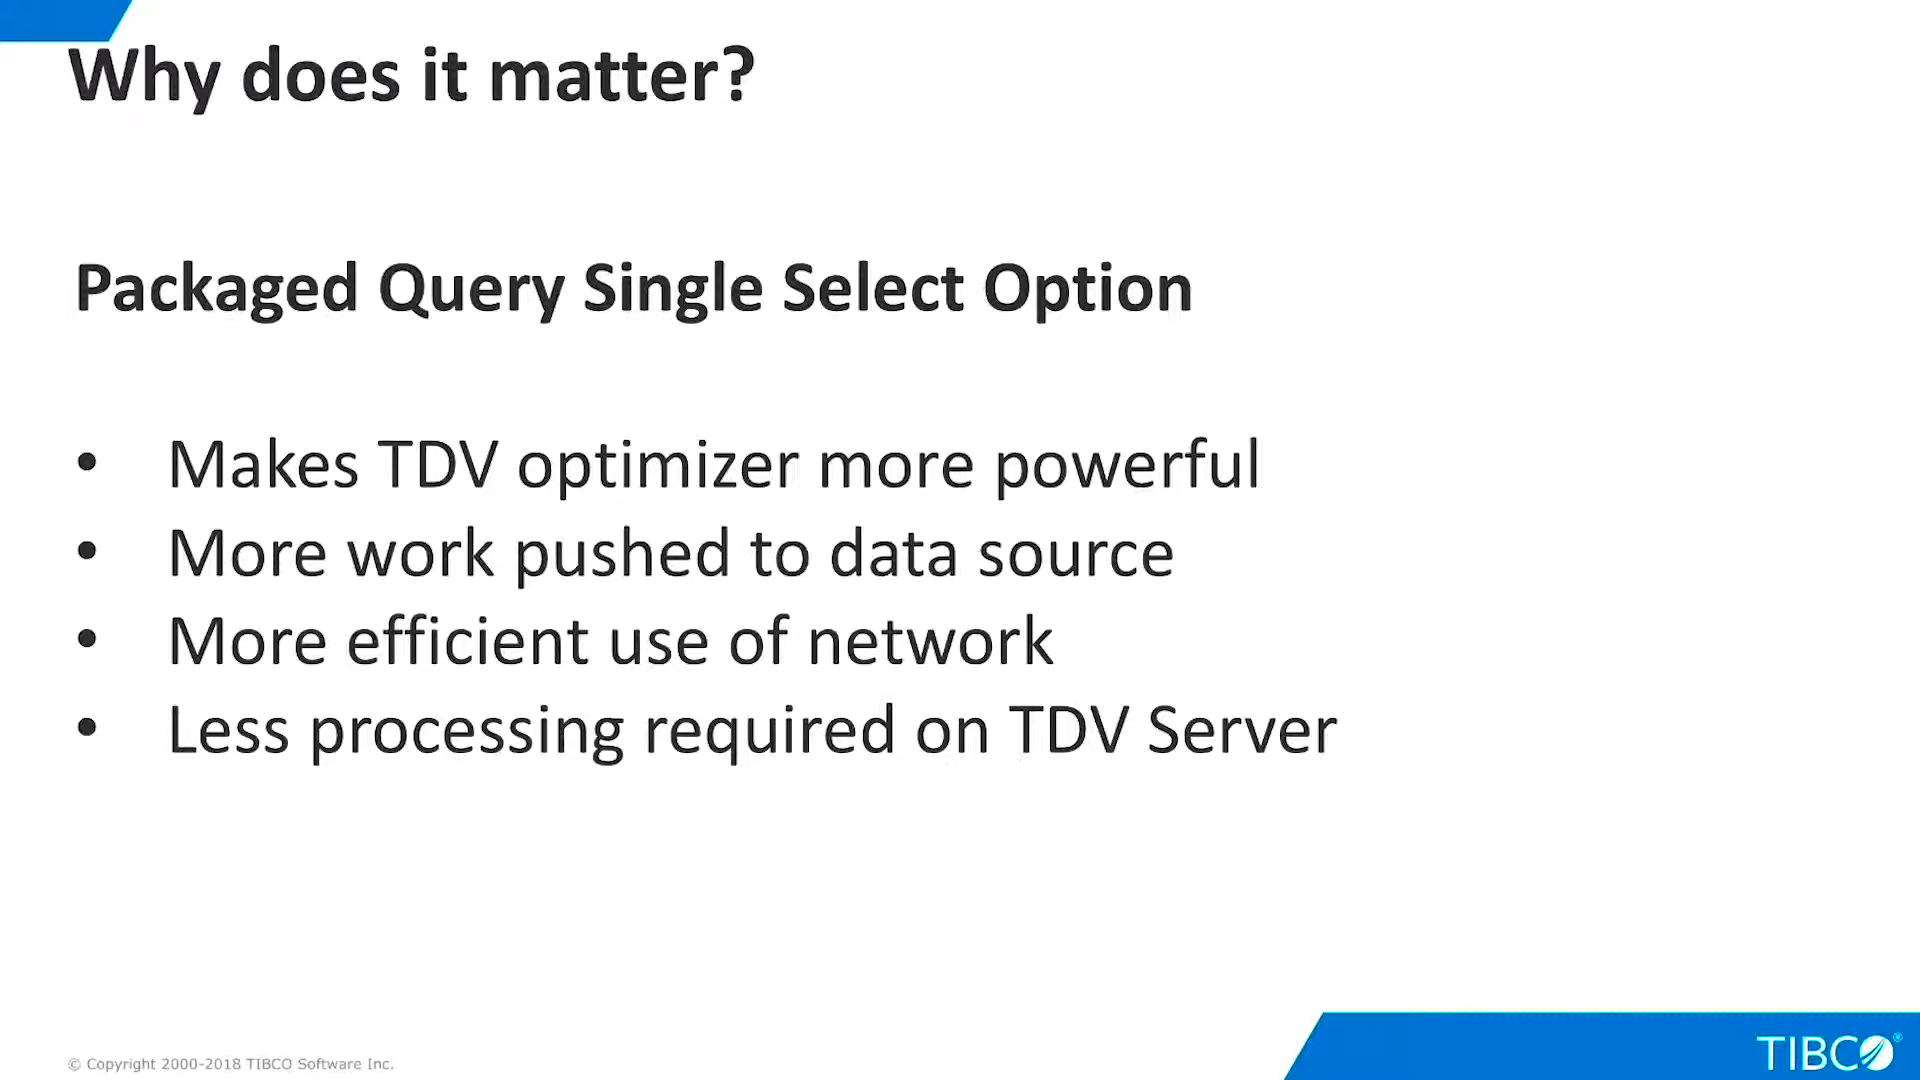 Why does it matter?
Packaged Query Single Select Option
• Makes TDV optimizer more powerful
• More work pushed to data source
• More efficient use of network
• Less processing required on TDV Server
© Copyright 2000-2018 TIBCO Software Inc.
TIBCO®